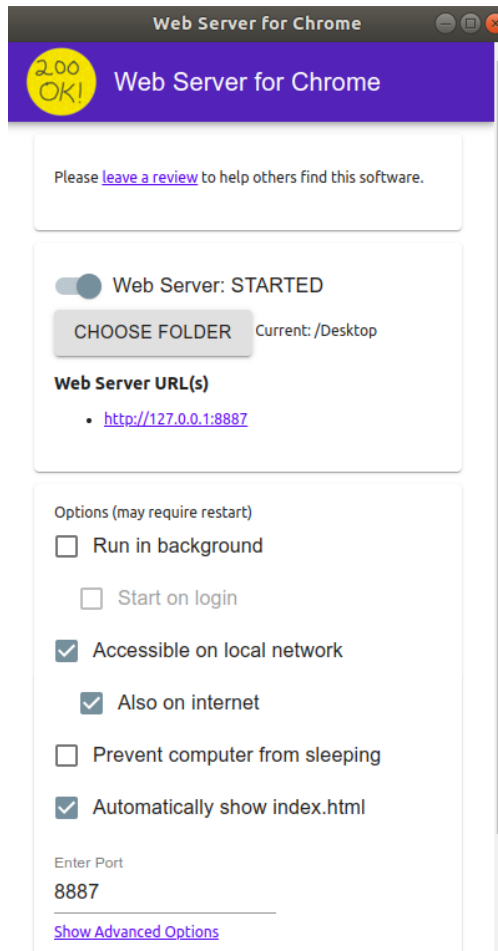 Web Server for Chrome
200
OK!
Web Server for Chrome
Please leave a review to help others find this software.
Web Server: STARTED
CHOOSE FOLDER Current: /Desktop
Web Server URL(s)
• http://127.0.0.1:8887
Options (may require restart)
Run in background
Start on login
Accessible on local network
Also on internet
Prevent computer from sleeping
Automatically show index.html
Enter Port
8887
Show Advanced Options